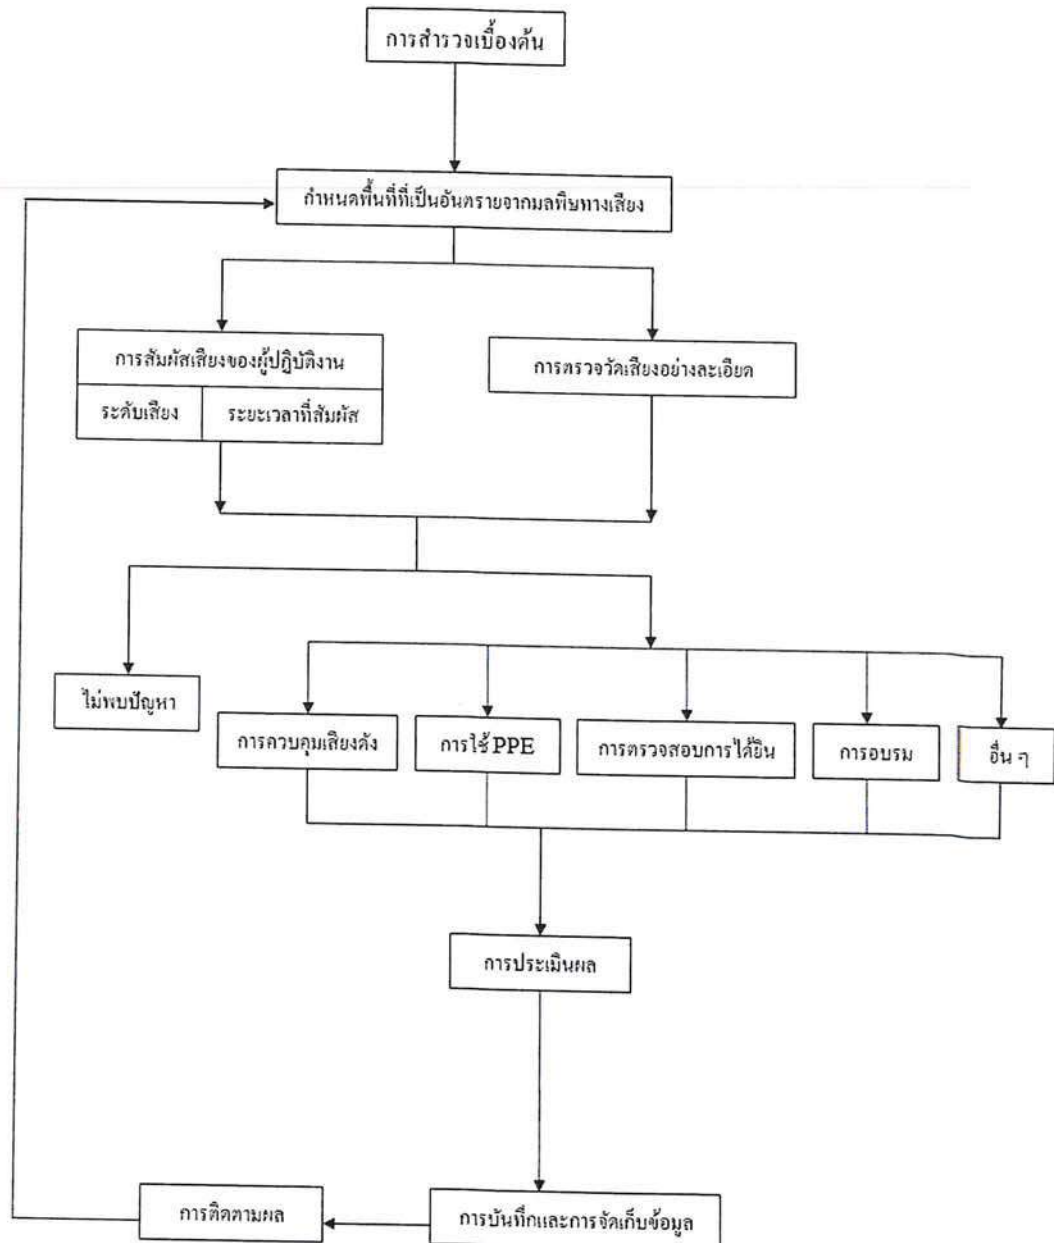 การสำรวจเบื้องต้น
กำหนดพื้นที่ที่เป็นอันตรายจากมลพิษทางเสียง
การสัมผัสเสียงของผู้ปฏิบัติงาน
ระดับเสียง
ระยะเวลาที่สัมผัส
การตรวจวัดเสียงอย่างละเอียด
ไม่พบปัญหา
การควบคุมเสียงดัง
การใช้ PPE
การตรวจสอบการได้ยิน
การอบรม
อื่น ๆ
การประเมินผล
การติดตามผล
การบันทึกและการจัดเก็บข้อมูล